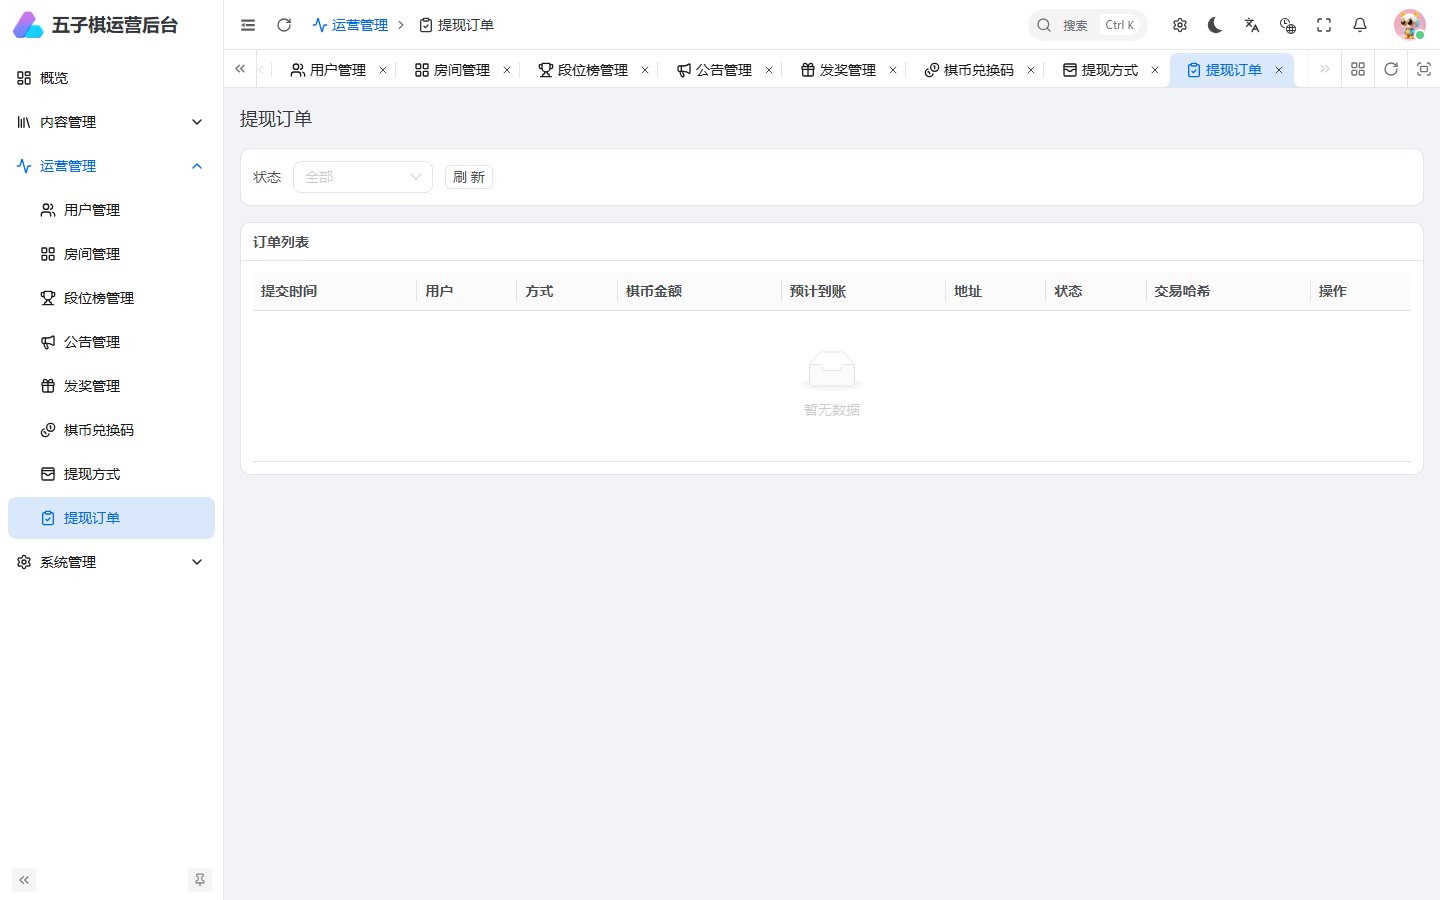 五子棋运营后台
运营管理
提现订单
搜索
Ctrl K
用户管理
房间管理
段位榜管理
公告管理
发奖管理
棋币兑换码
提现方式
提现订单
概览
内容管理
运营管理
用户管理
房间管理
段位榜管理
公告管理
发奖管理
棋币兑换码
提现方式
提现订单
系统管理
提现订单
状态
全部
刷 新
订单列表
提交时间 用户 方式 棋币金额 预计到账 地址 状态 交易哈希 操作
暂无数据